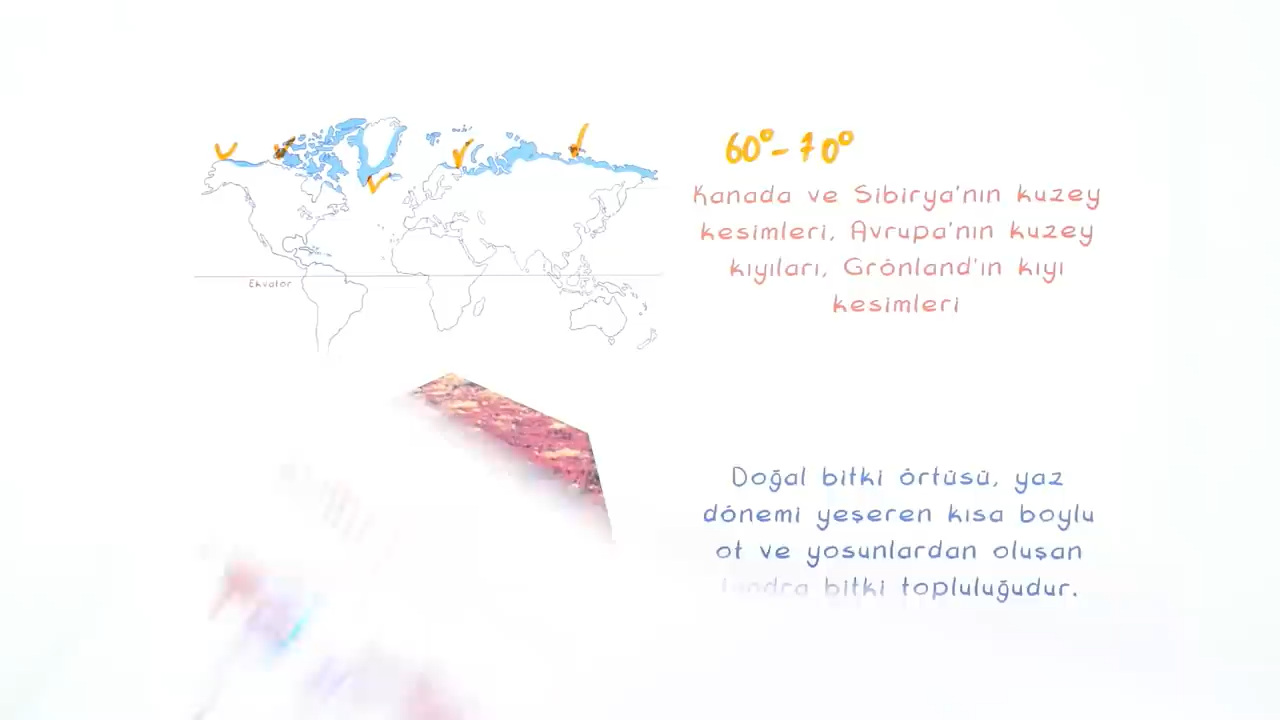 Ekvator
60°-70°
Kanada ve Sibirya'nın kuzey
kesimleri, Avrupa'nın kuzey
kıyıları, Grönland'ın kıyı
kesimleri
Doğal bitki örtüsü, yaz
dönemi yeşeren kısa boylu
ot ve yosunlardan oluşan
tundra bitki topluluğudur.